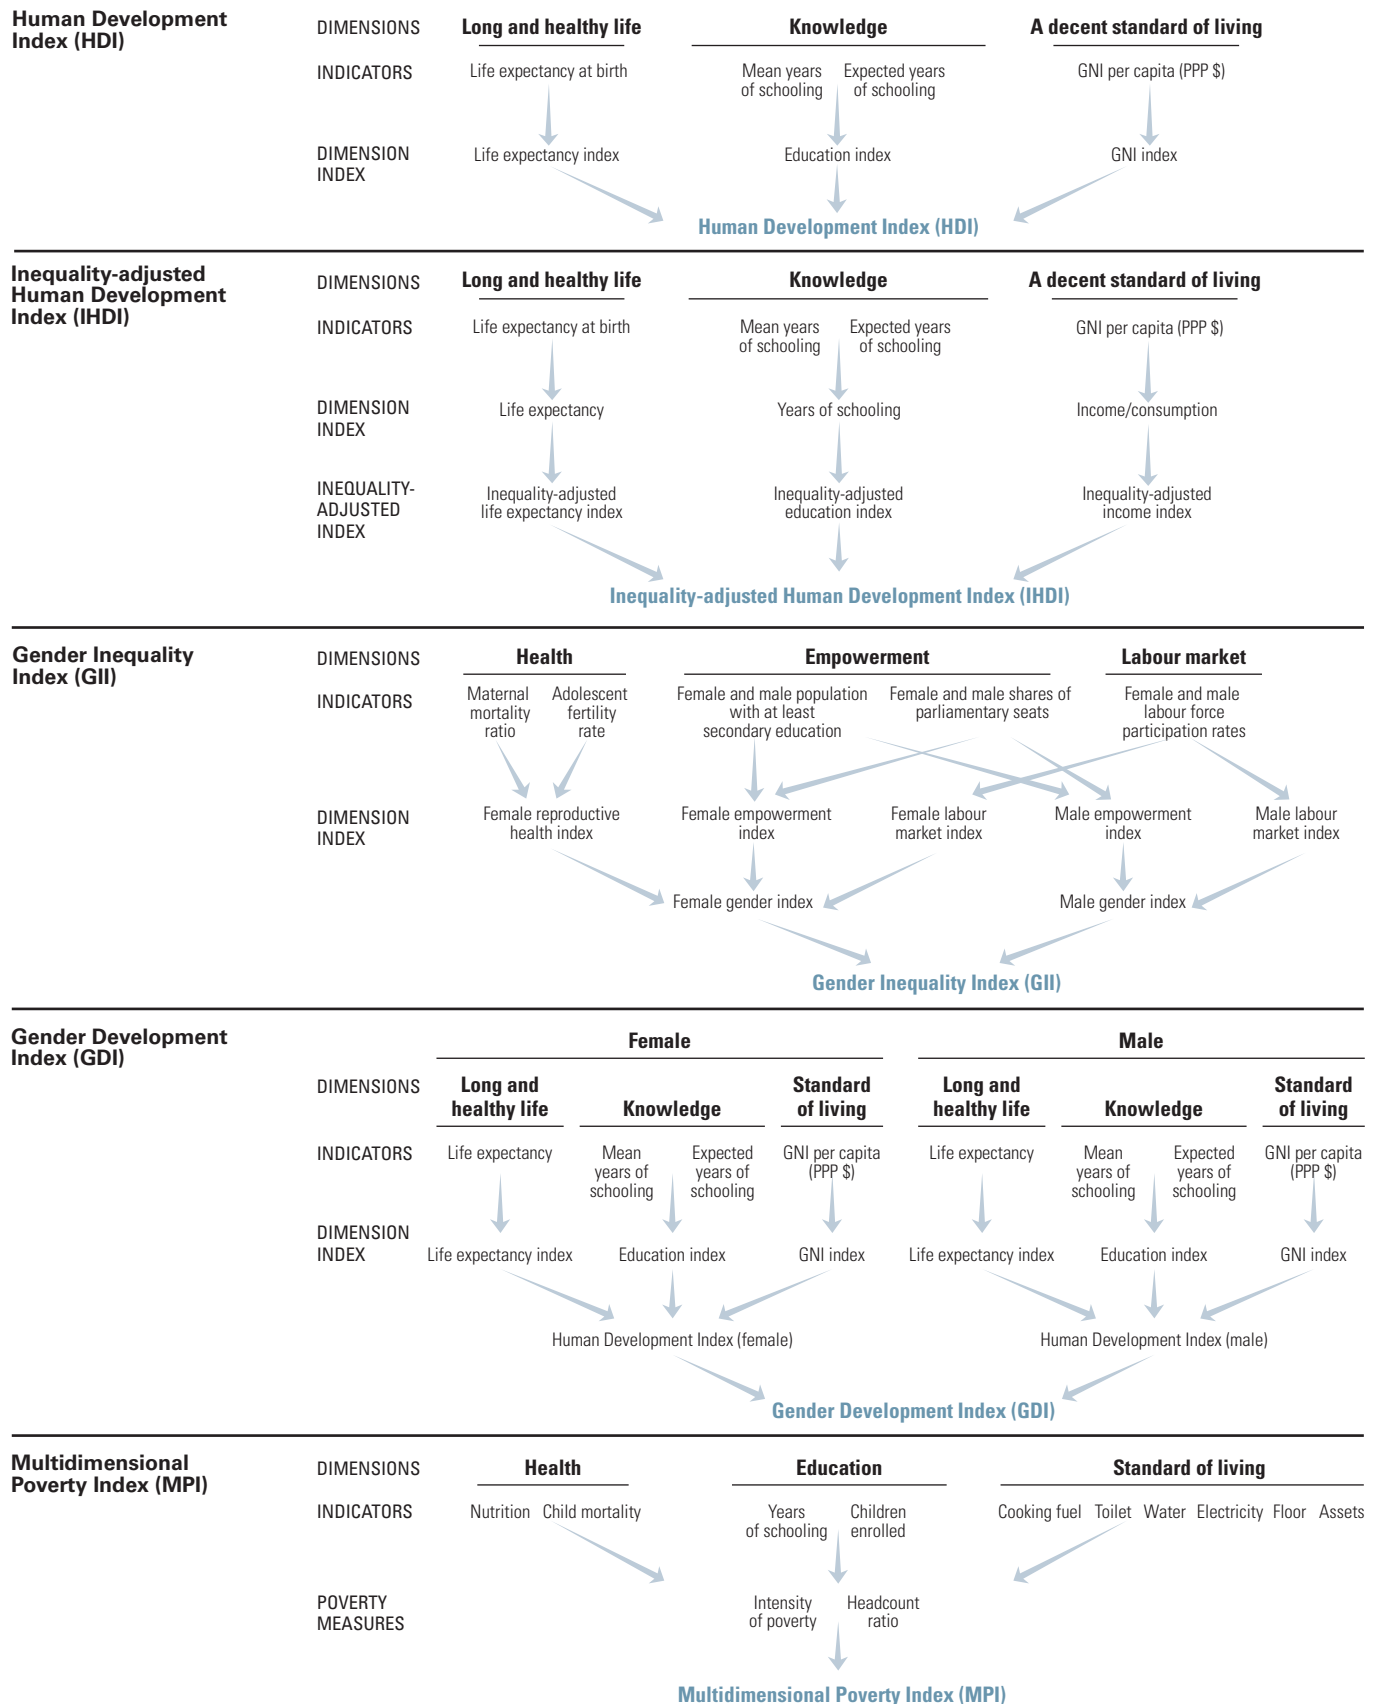 Human Development
Index (HDI)
DIMENSIONS Long and healthy life Knowledge A decent standard of living
INDICATORS Life expectancy at birth Mean years Expected years GNI per capita (PPP $)
of schooling of schooling
DIMENSION Life expectancy index Education index GNI index
INDEX
Human Development Index (HDI)
Inequality-adjusted
Human Development
Index (IHDI)
DIMENSIONS Long and healthy life Knowledge A decent standard of living
INDICATORS Life expectancy at birth Mean years Expected years GNI per capita (PPP $)
of schooling of schooling
DIMENSION Life expectancy Years of schooling Income/consumption
INDEX
INEQUALITY- Inequality-adjusted Inequality-adjusted Inequality-adjusted
ADJUSTED life expectancy index education index income index
INDEX
Inequality-adjusted Human Development Index (IHDI)
Gender Inequality
Index (GII)
DIMENSIONS Health Empowerment Labour market
INDICATORS Maternal Adolescent Female and male population Female and male shares of Female and male
mortality fertility with at least parliamentary seats labour force
ratio rate secondary education participation rates
DIMENSION Female reproductive Female empowerment Female labour Male empowerment Male labour
INDEX health index index market index index market index
Female gender index Male gender index
Gender Inequality Index (GII)
Gender Development
Index (GDI)
Female Male
DIMENSIONS Long and Standard Long and Standard
healthy life Knowledge of living healthy life Knowledge of living
INDICATORS Life expectancy Mean Expected GNI per capita Life expectancy Mean Expected GNI per capita
years of years of (PPP $) years of years of (PPP $)
schooling schooling schooling schooling
DIMENSION
INDEX Life expectancy index Education index GNI index Life expectancy index Education index GNI index
Human Development Index (female) Human Development Index (male)
Gender Development Index (GDI)
Multidimensional
Poverty Index (MPI)
DIMENSIONS Health Education Standard of living
INDICATORS Nutrition Child mortality Years Children Cooking fuel Toilet Water Electricity Floor Assets
of schooling enrolled
POVERTY Intensity Headcount
MEASURES of poverty ratio
Multidimensional Poverty Index (MPI)